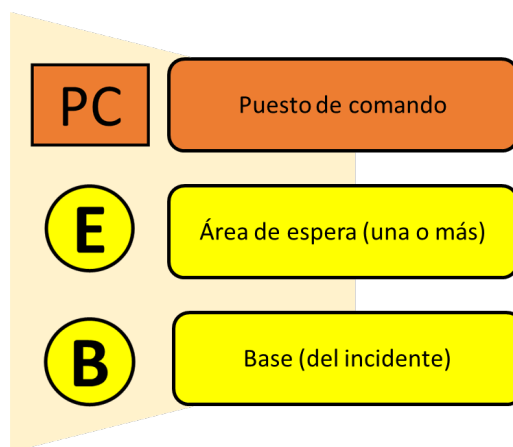 PC
Puesto de comando
E
Área de espera (una o más)
B
Base (del incidente)